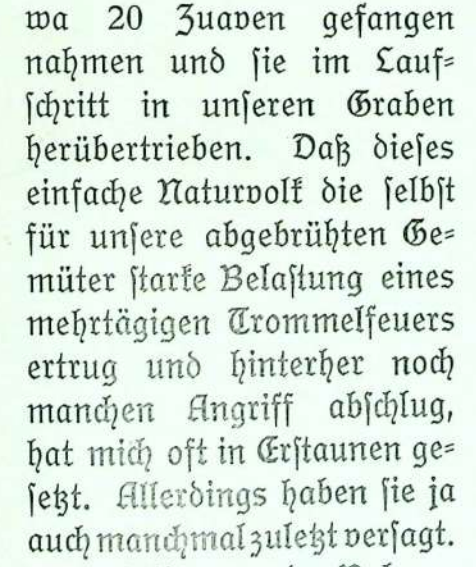 wa 20 Zuaven gefangen
nahmen und sie im Lauf=
schritt in unseren Graben
herübertrieben. Daß dieses
einfache Naturvolk die selbst
für unsere abgebrühten Ge=
müter starke Belastung eines
mehrtägigen Trommelfeuers
ertrug und hinterher noch
manchen Angriff abschlug,
hat mich oft in Erstaunen ge=
setzt. Allerdings haben sie ja
auch manchmal zuletzt versagt.